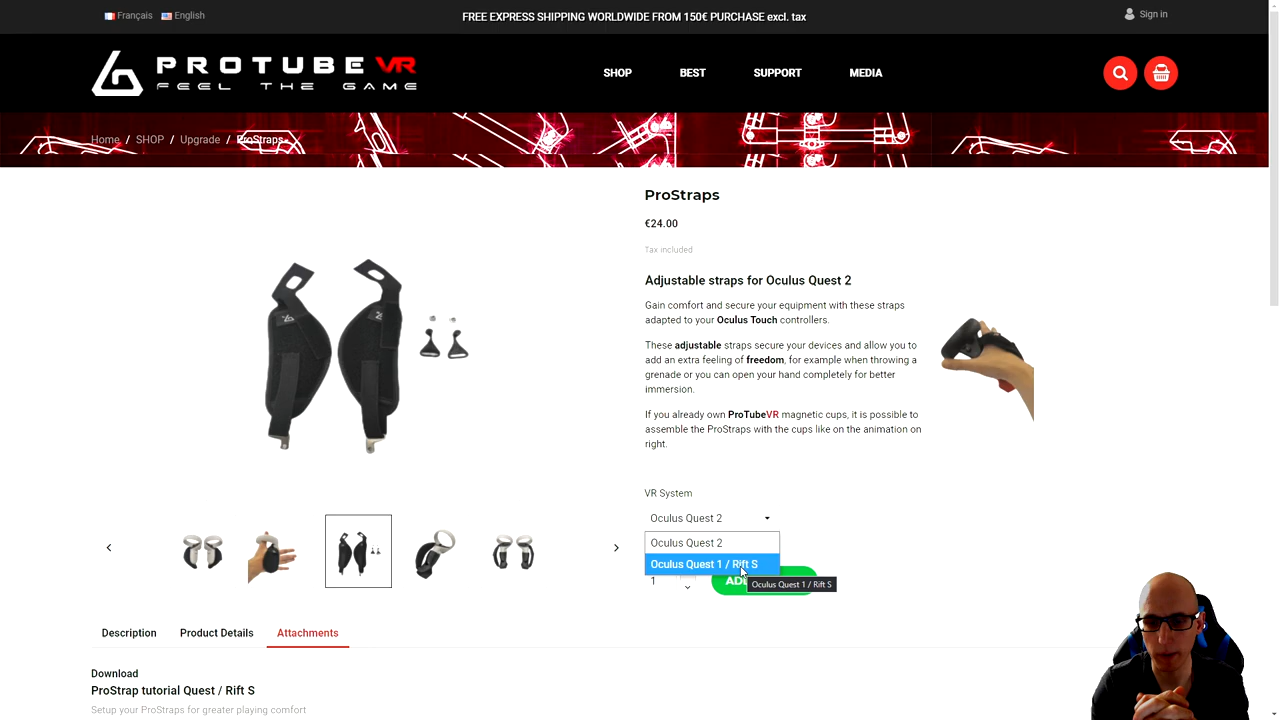 Français English
FREE EXPRESS SHIPPING WORLDWIDE FROM 150€ PURCHASE excl. tax
Sign in
PROTUBEVR
FEEL THE GAME
SHOP BEST SUPPORT MEDIA
Home / SHOP / Upgrade / ProStraps
ProStraps
€24.00
Tax included
Adjustable straps for Oculus Quest 2
Gain comfort and secure your equipment with these straps
adapted to your Oculus Touch controllers.
These adjustable straps secure your devices and allow you to
add an extra feeling of freedom, for example when throwing a
grenade or you can open your hand completely for better
immersion.
If you already own ProTubeVR magnetic cups, it is possible to
assemble the ProStraps with the cups like on the animation on
right.
VR System
Oculus Quest 2
Oculus Quest 2
Oculus Quest 1 / Rift S
1
Oculus Quest 1 / Rift S
Description Product Details Attachments
Download
ProStrap tutorial Quest / Rift S
Setup your ProStraps for greater playing comfort